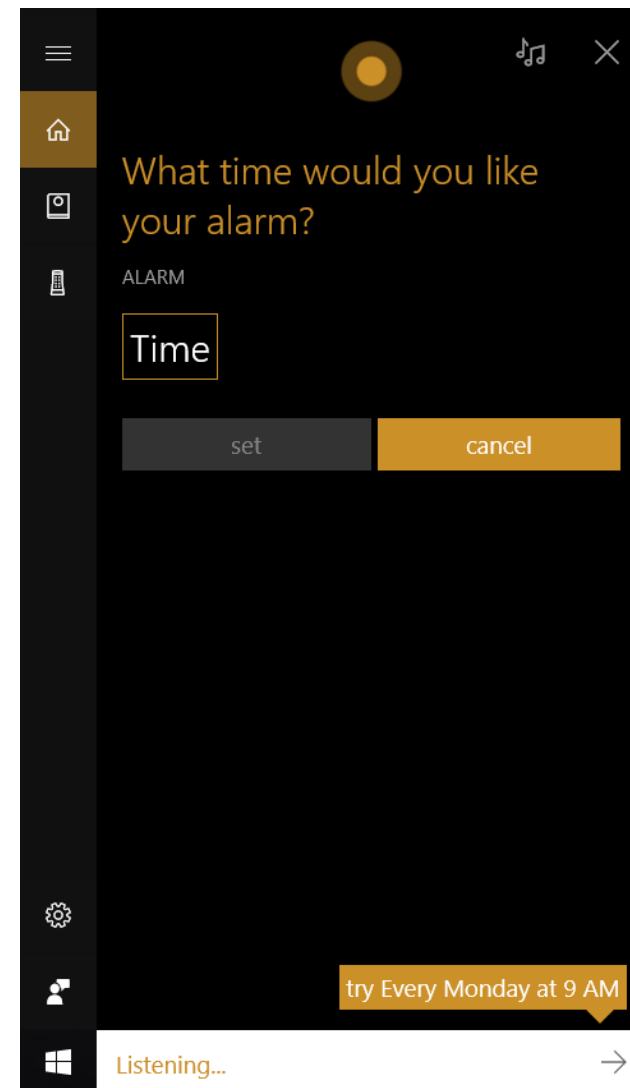 What time would you like
your alarm?
ALARM
Time
set
cancel
try Every Monday at 9 AM
Listening...